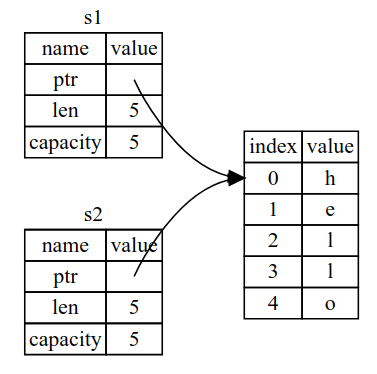 s1
name value
ptr
len 5
capacity 5
s2
name value
ptr
len 5
capacity 5
index value
0 h
1 e
2 l
3 l
4 o